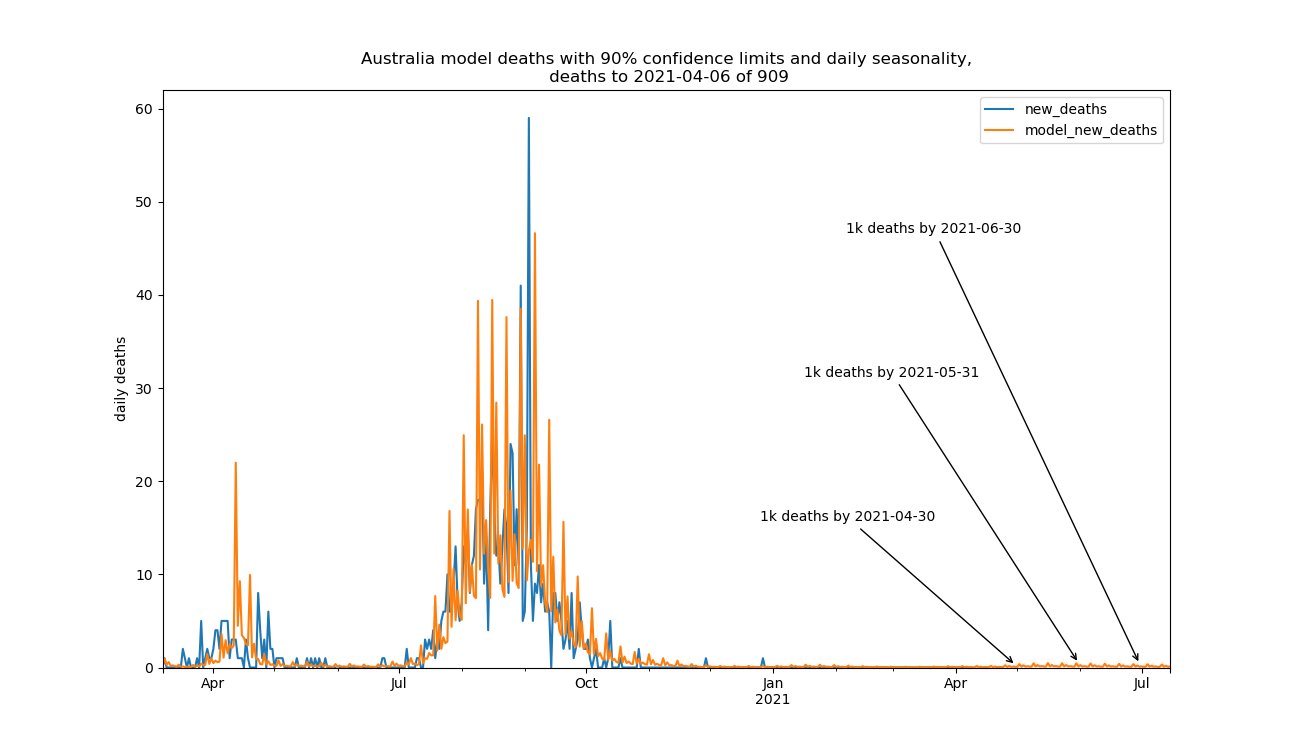 Australia model deaths with 90% confidence limits and daily seasonality,
deaths to 2021-04-06 of 909
new_deaths
model_new_deaths
daily deaths
60
50
40
30
20
10
0
1k deaths by 2021-06-30
1k deaths by 2021-05-31
1k deaths by 2021-04-30
Apr
Jul
Oct
Jan
2021
Apr
Jul